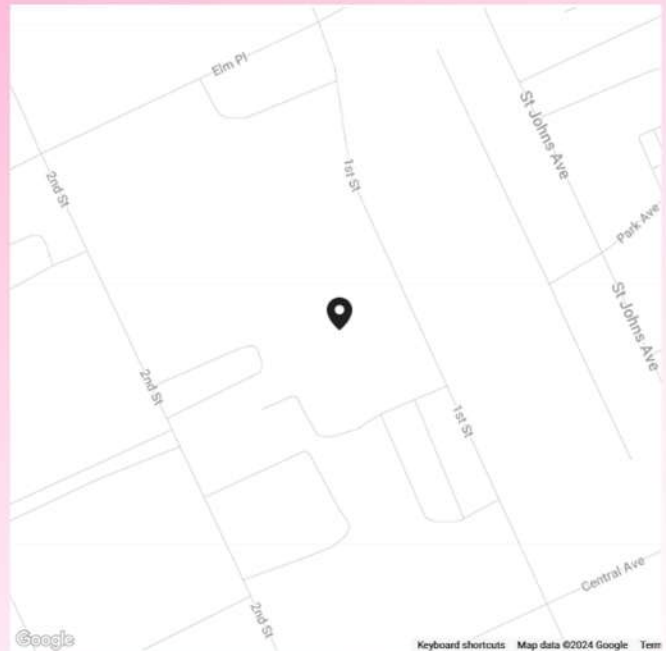 Elm Pl
St Johns Ave
1st St
2nd St
Park Ave
St Johns Ave
2nd St
1st St
Central Ave
2nd St
Google
Keyboard shortcuts Map data ©2024 Google Term